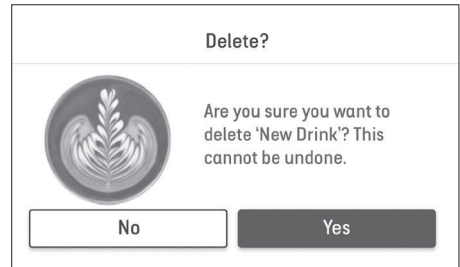 Delete?
Are you sure you want to
delete ‘New Drink’? This
cannot be undone.
No
Yes